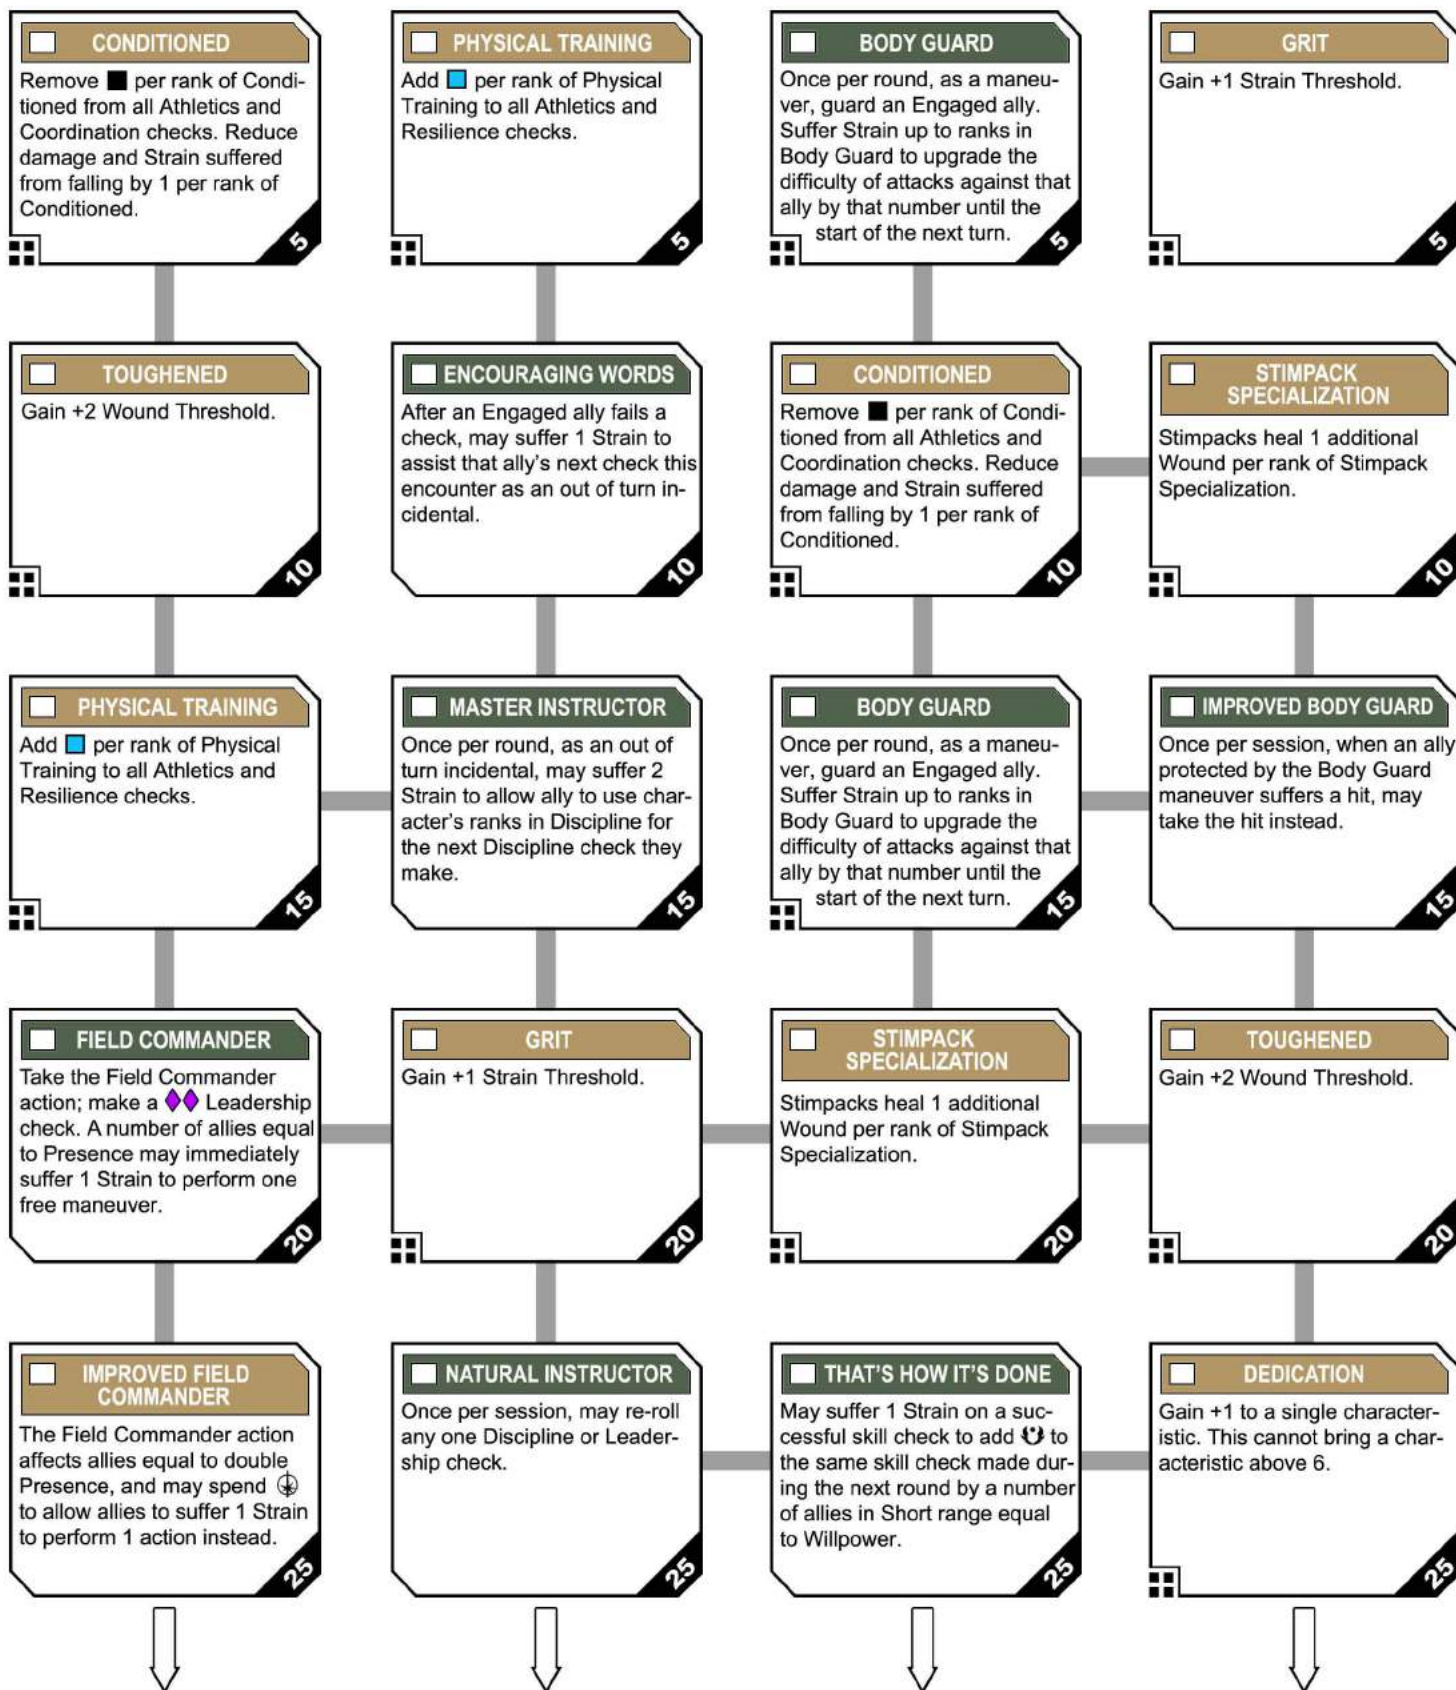 CONDITIONED
Remove per rank of Condi-
tioned from all Athletics and
Coordination checks. Reduce
damage and Strain suffered
from falling by 1 per rank of
Conditioned.
5
PHYSICAL TRAINING
Add per rank of Physical
Training to all Athletics and
Resilience checks.
5
BODY GUARD
Once per round, as a maneu-
ver, guard an Engaged ally.
Suffer Strain up to ranks in
Body Guard to upgrade the
difficulty of attacks against that
ally by that number until the
start of the next turn.
5
GRIT
Gain +1 Strain Threshold.
5
TOUGHENED
Gain +2 Wound Threshold.
10
ENCOURAGING WORDS
After an Engaged ally fails a
check, may suffer 1 Strain to
assist that ally's next check this
encounter as an out of turn in-
cidental.
10
CONDITIONED
Remove per rank of Condi-
tioned from all Athletics and
Coordination checks. Reduce
damage and Strain suffered
from falling by 1 per rank of
Conditioned.
10
STIMPACK
SPECIALIZATION
Stimpacks heal 1 additional
Wound per rank of Stimpack
Specialization.
10
PHYSICAL TRAINING
Add per rank of Physical
Training to all Athletics and
Resilience checks.
15
MASTER INSTRUCTOR
Once per round, as an out of
turn incidental, may suffer 2
Strain to allow ally to use char-
acter's ranks in Discipline for
the next Discipline check they
make.
15
BODY GUARD
Once per round, as a maneu-
ver, guard an Engaged ally.
Suffer Strain up to ranks in
Body Guard to upgrade the
difficulty of attacks against that
ally by that number until the
start of the next turn.
15
IMPROVED BODY GUARD
Once per session, when an ally
protected by the Body Guard
maneuver suffers a hit, may
take the hit instead.
15
FIELD COMMANDER
Take the Field Commander
action; make a Leadership
check. A number of allies equal
to Presence may immediately
suffer 1 Strain to perform one
free maneuver.
20
GRIT
Gain +1 Strain Threshold.
20
STIMPACK
SPECIALIZATION
Stimpacks heal 1 additional
Wound per rank of Stimpack
Specialization.
20
TOUGHENED
Gain +2 Wound Threshold.
20
IMPROVED FIELD
COMMANDER
The Field Commander action
affects allies equal to double
Presence, and may spend
to allow allies to suffer 1 Strain
to perform 1 action instead.
25
NATURAL INSTRUCTOR
Once per session, may re-roll
any one Discipline or Leader-
ship check.
25
THAT'S HOW IT'S DONE
May suffer 1 Strain on a suc-
cessful skill check to add to
the same skill check made dur-
ing the next round by a number
of allies in Short range equal
to Willpower.
25
DEDICATION
Gain +1 to a single character-
istic. This cannot bring a char-
acteristic above 6.
25